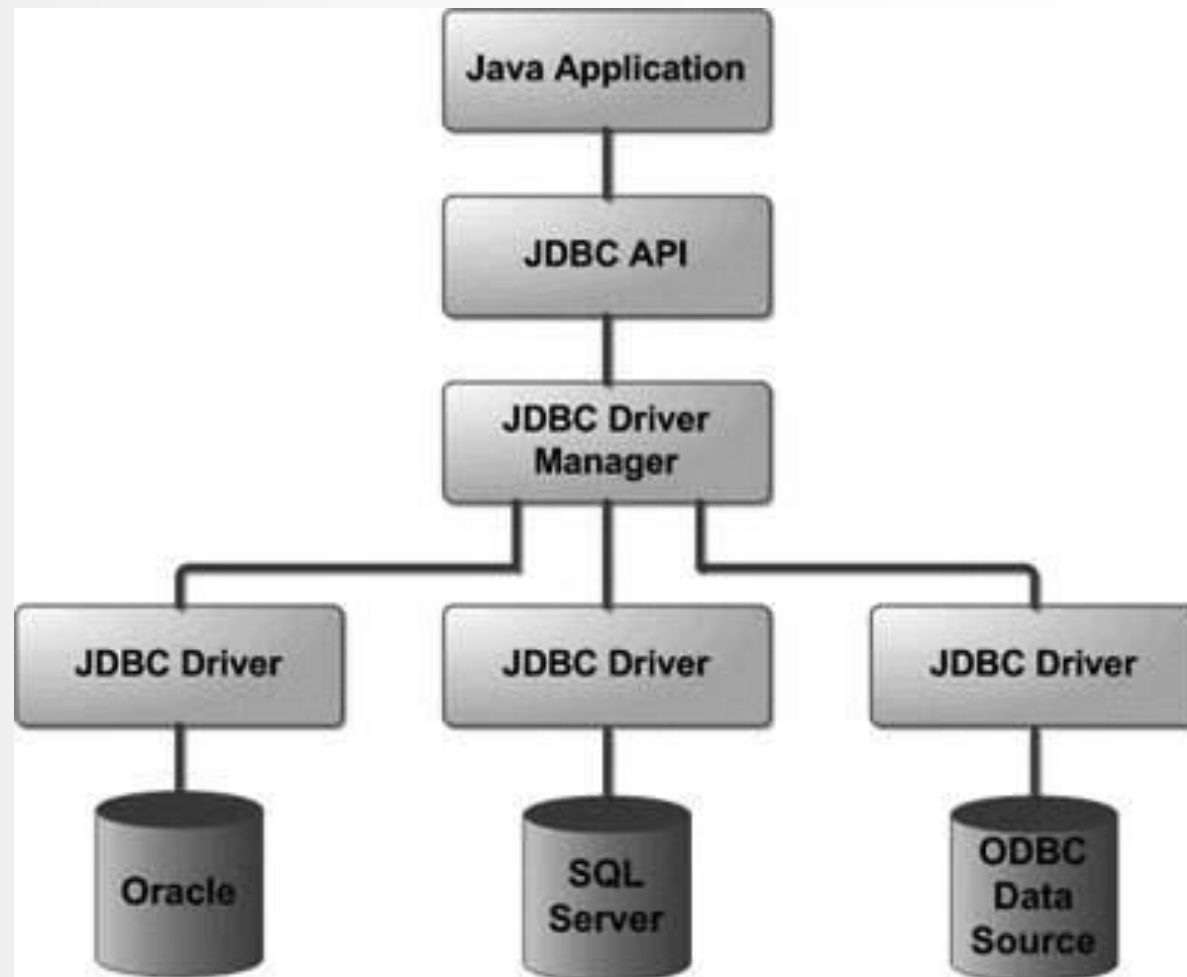 Java Application
JDBC API
JDBC Driver
Manager
JDBC Driver
JDBC Driver
JDBC Driver
Oracle
SQL
Server
ODBC
Data
Source